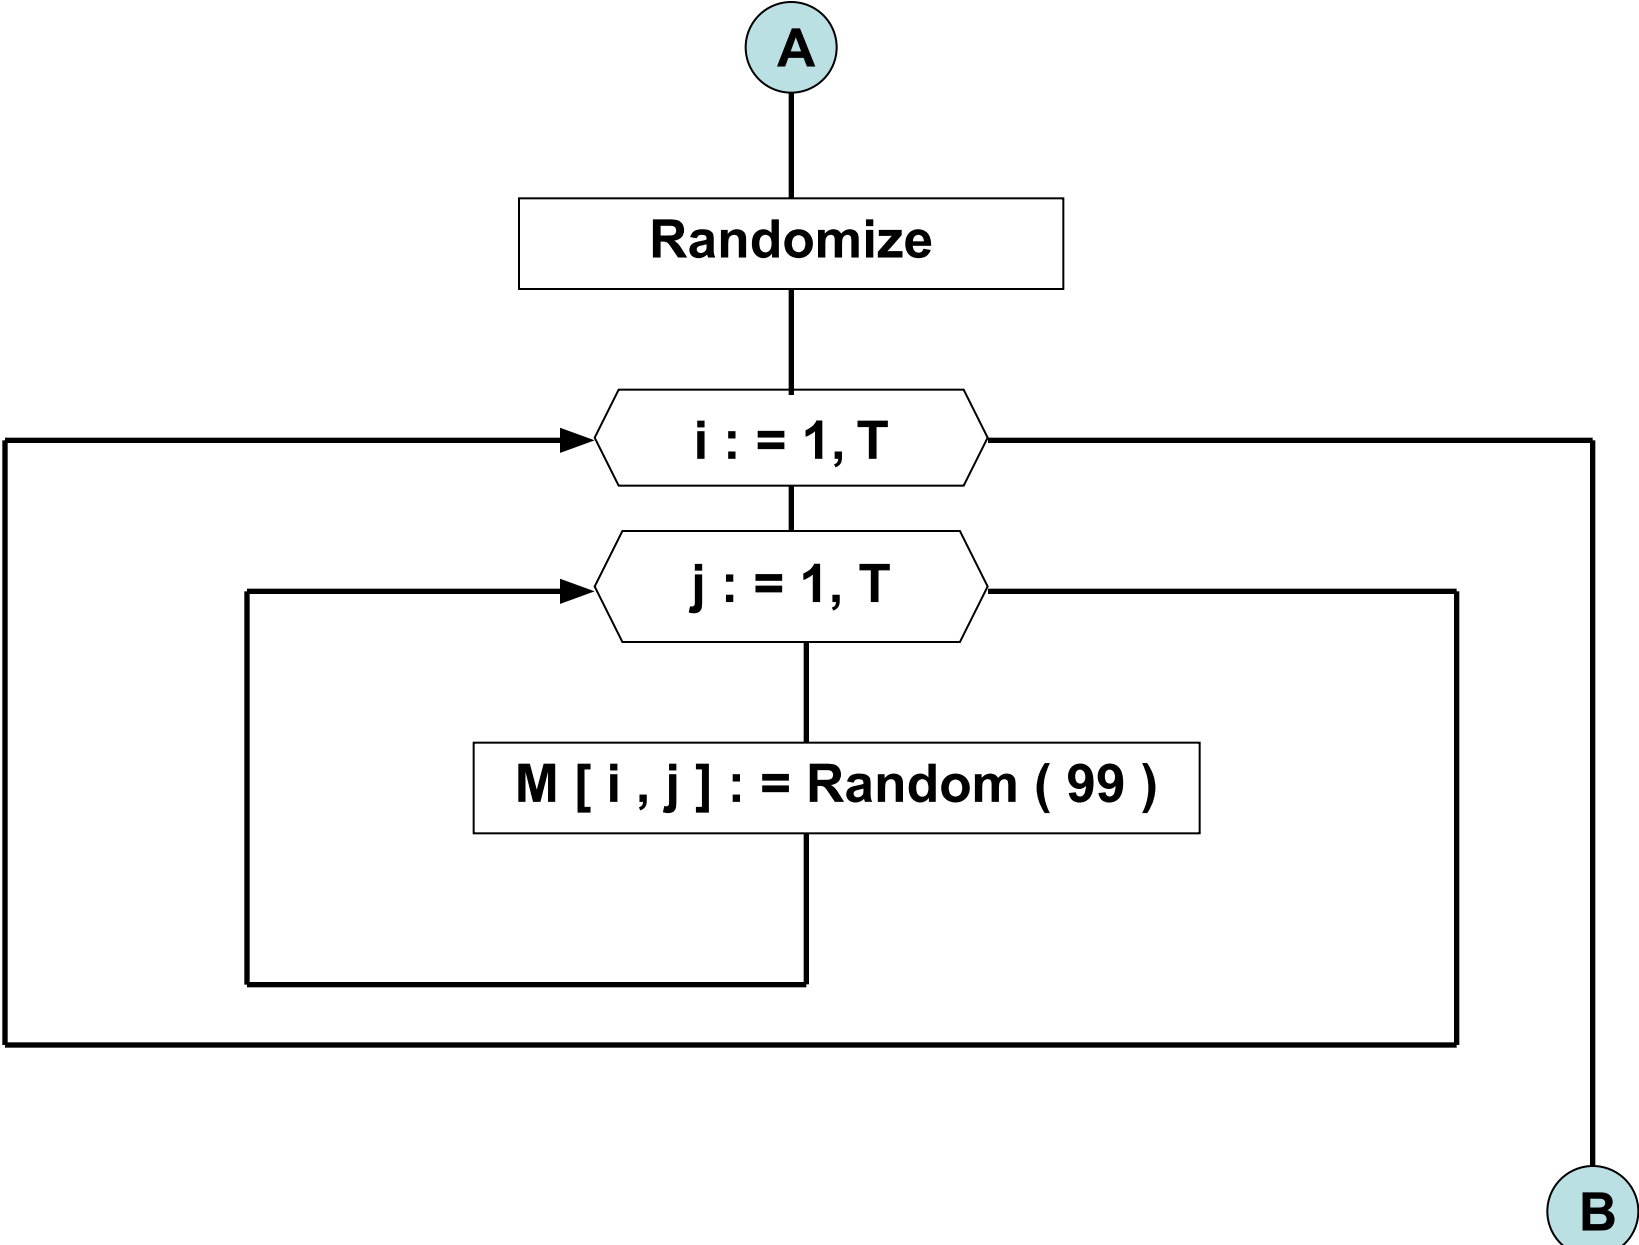 A
Randomize
i : = 1, T
j : = 1, T
M [ i , j ] : = Random ( 99 )
B